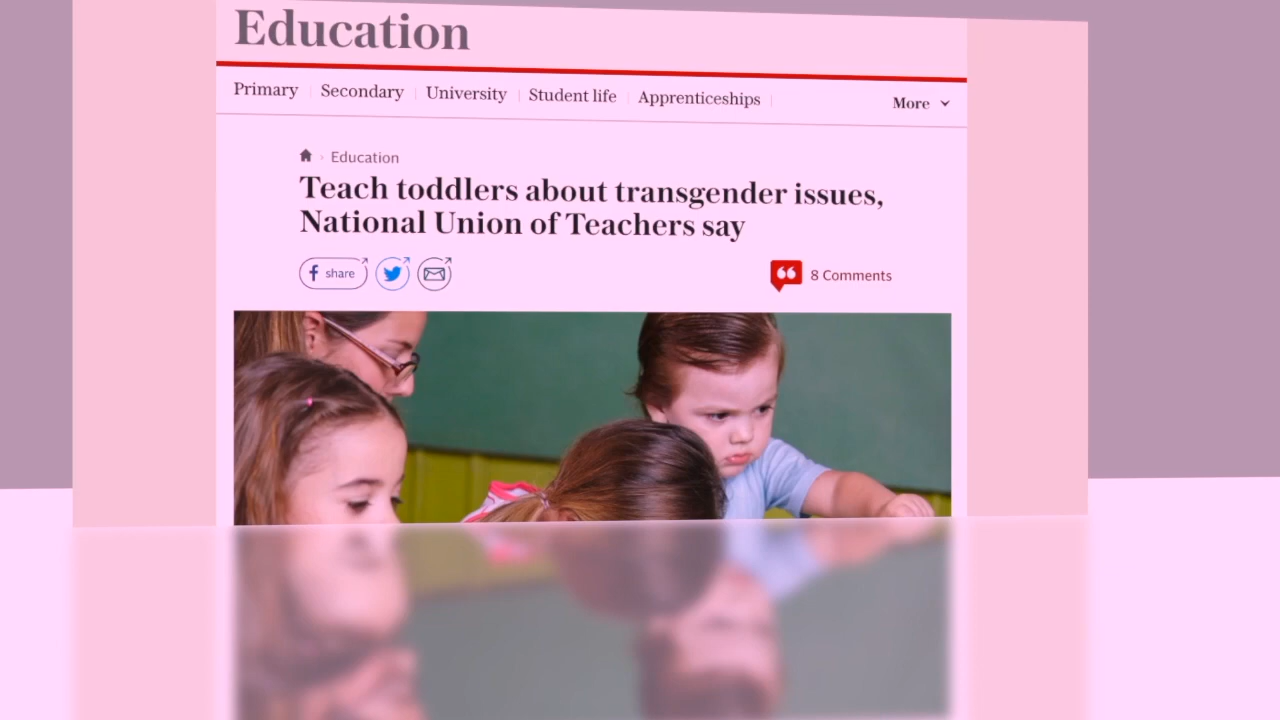 Education
Primary
Secondary
University
Student life
Apprenticeships
More
Education
Teach toddlers about transgender issues,
National Union of Teachers say
share
8 Comments